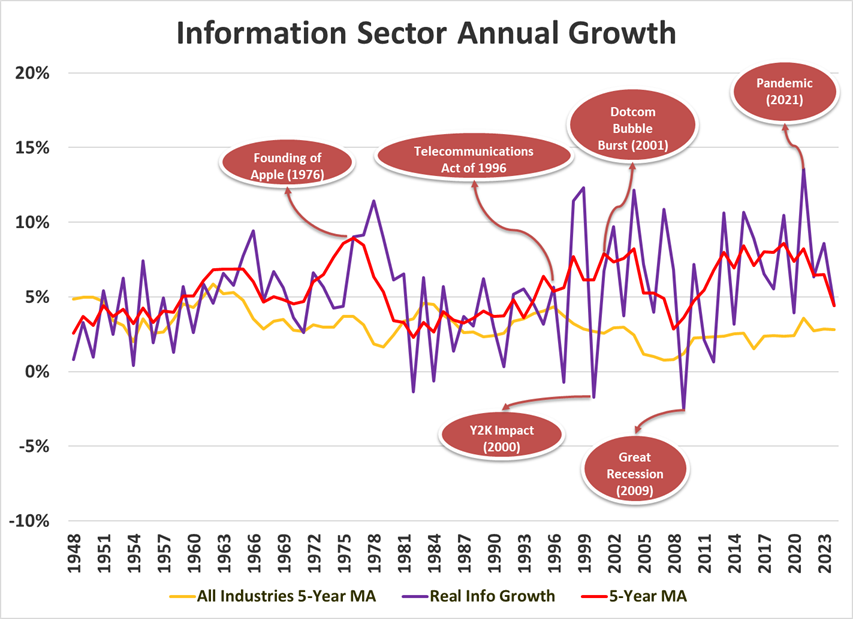 Information Sector Annual Growth
20%
15%
10%
5%
0%
-5%
-10%
Founding of
Apple (1976)
Telecommunications
Act of 1996
Dotcom
Bubble
Burst (2001)
Pandemic
(2021)
Y2K Impact
(2000)
Great
Recession
(2009)
1948
1951
1954
1957
1960
1963
1966
1969
1972
1975
1978
1981
1984
1987
1990
1993
1996
1999
2002
2005
2008
2011
2014
2017
2020
2023
All Industries 5-Year MA
Real Info Growth
5-Year MA